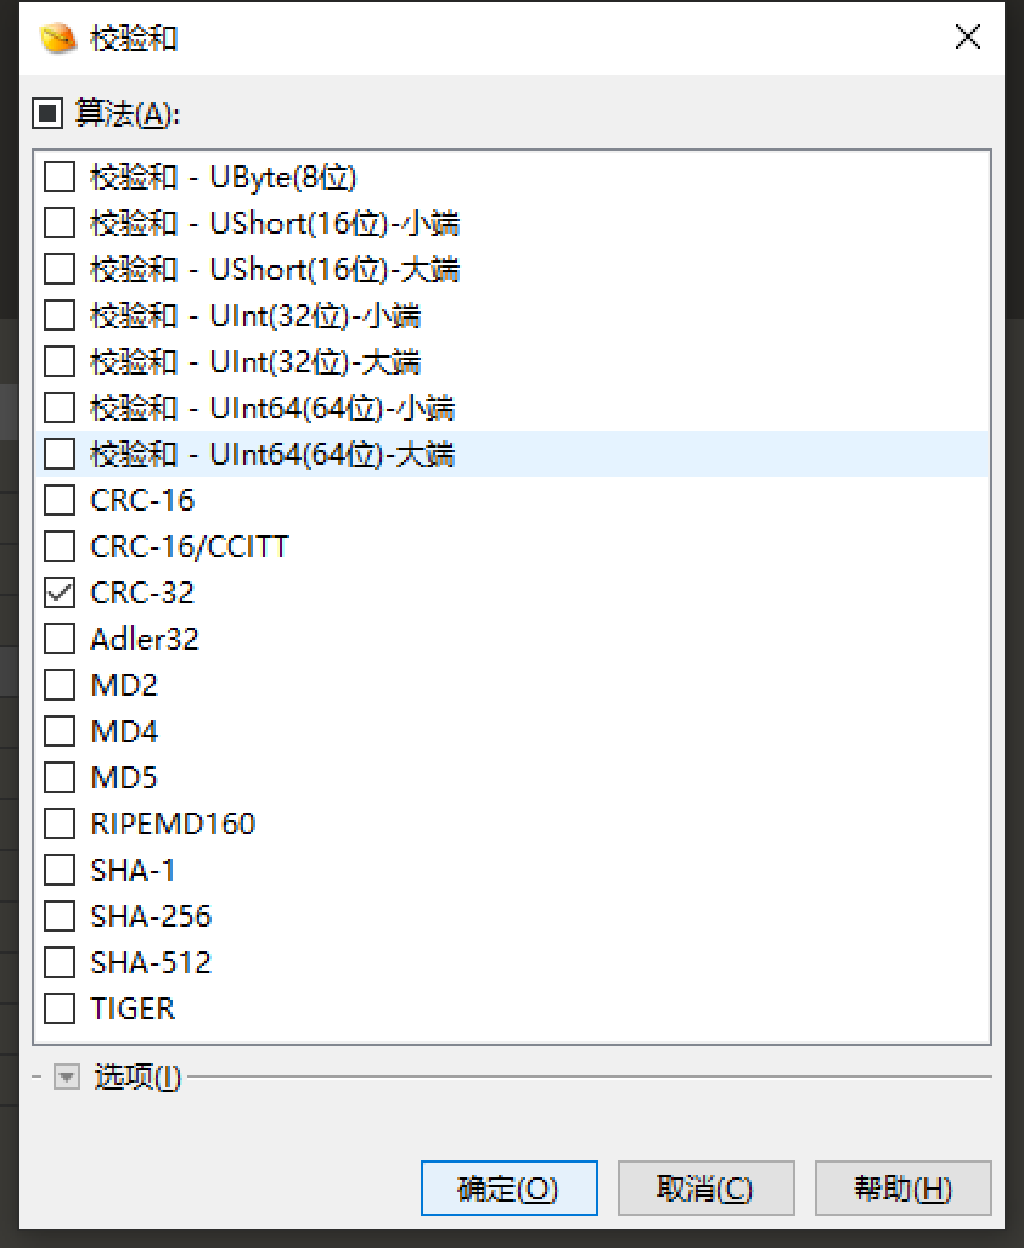 校验和
算法(A):
校验和 - UByte(8位)
校验和 - UShort(16位)-小端
校验和 - UShort(16位)-大端
校验和 - UInt(32位)-小端
校验和 - UInt(32位)-大端
校验和 - UInt64(64位)-小端
校验和 - UInt64(64位)-大端
CRC-16
CRC-16/CCITT
CRC-32
Adler32
MD2
MD4
MD5
RIPEMD160
SHA-1
SHA-256
SHA-512
TIGER
选项(I)
确定(O) 取消(C) 帮助(H)